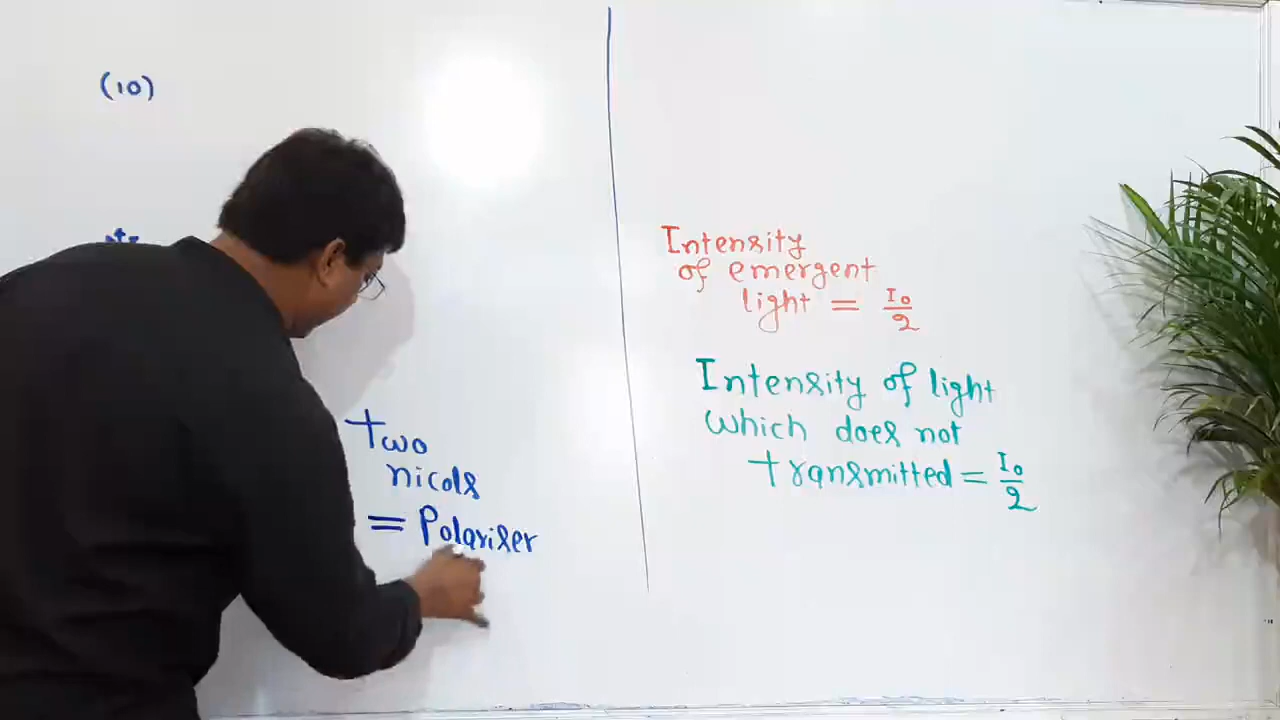 (10)
two
nicols
= Polariser
Intensity
of emergent
light = I₀/2
Intensity of light
which does not
transmitted = I₀/2